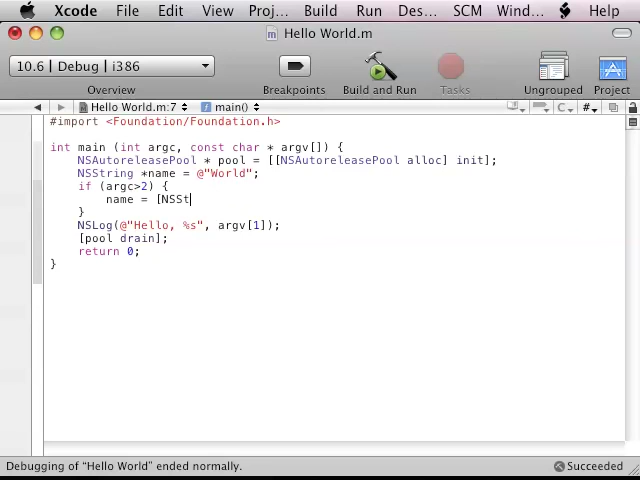 Xcode File Edit View Proj... Build Run Des... SCM Wind... Help
Hello World.m
10.6 | Debug | i386
Overview Breakpoints Build and Run Tasks Ungrouped Project
Hello World.m:7 main() C #
#import <Foundation/Foundation.h>
int main (int argc, const char * argv[]) {
NSAutoreleasePool * pool = [[NSAutoreleasePool alloc] init];
NSString *name = @"World";
if (argc>2) {
name = [NSSt
}
NSLog(@"Hello, %s", argv[1]);
[pool drain];
return 0;
}
Debugging of “Hello World” ended normally. Succeeded